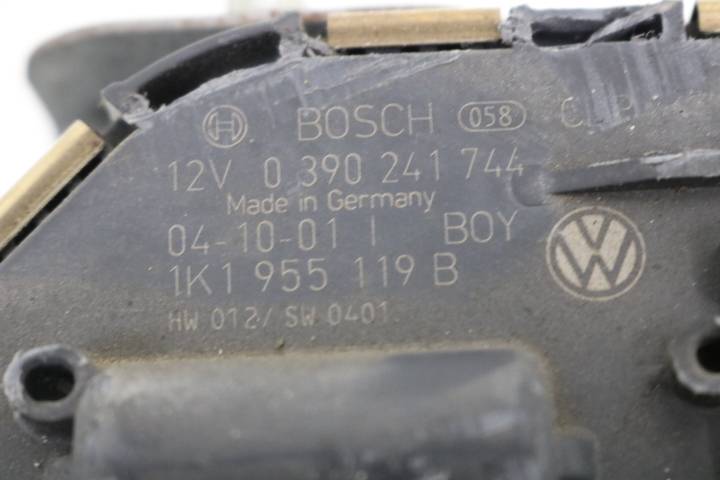 BOSCH 058
12V 0 390 241 744
Made in Germany
04-10-01 I BOY
1K1 955 119 B
HW 012/ SW 0401